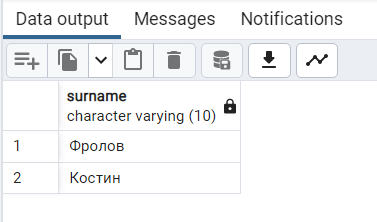 Data output Messages Notifications
surname
character varying (10)
1 Фролов
2 Костин